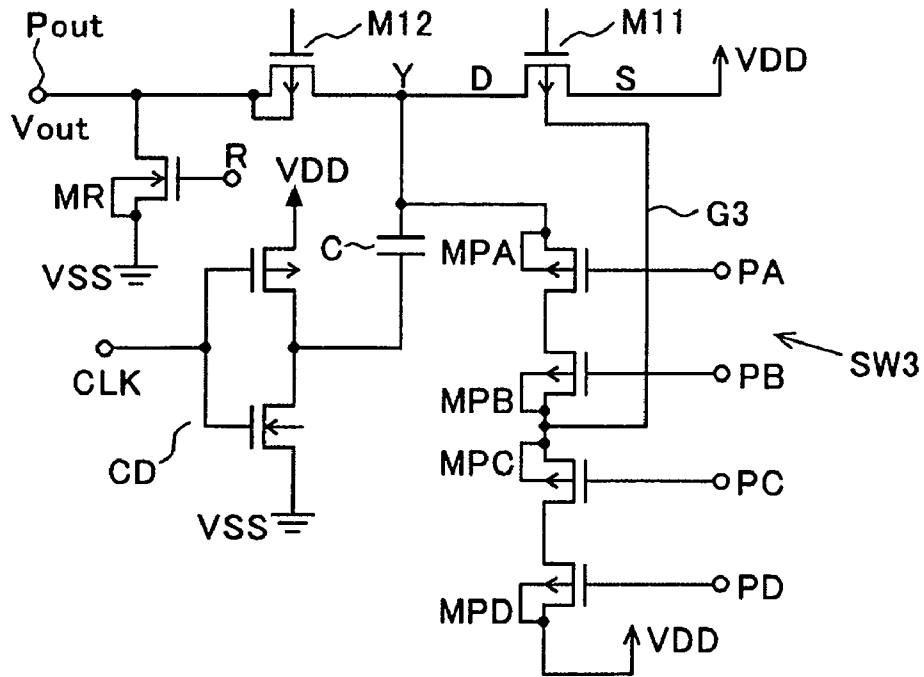 Pout
M12
M11
VDD
Y
D
S
Vout
R
MR
VDD
G3
C
MPA
PA
VSS
SW3
CLK
MPB
PB
CD
MPC
PC
VSS
MPD
PD
VDD